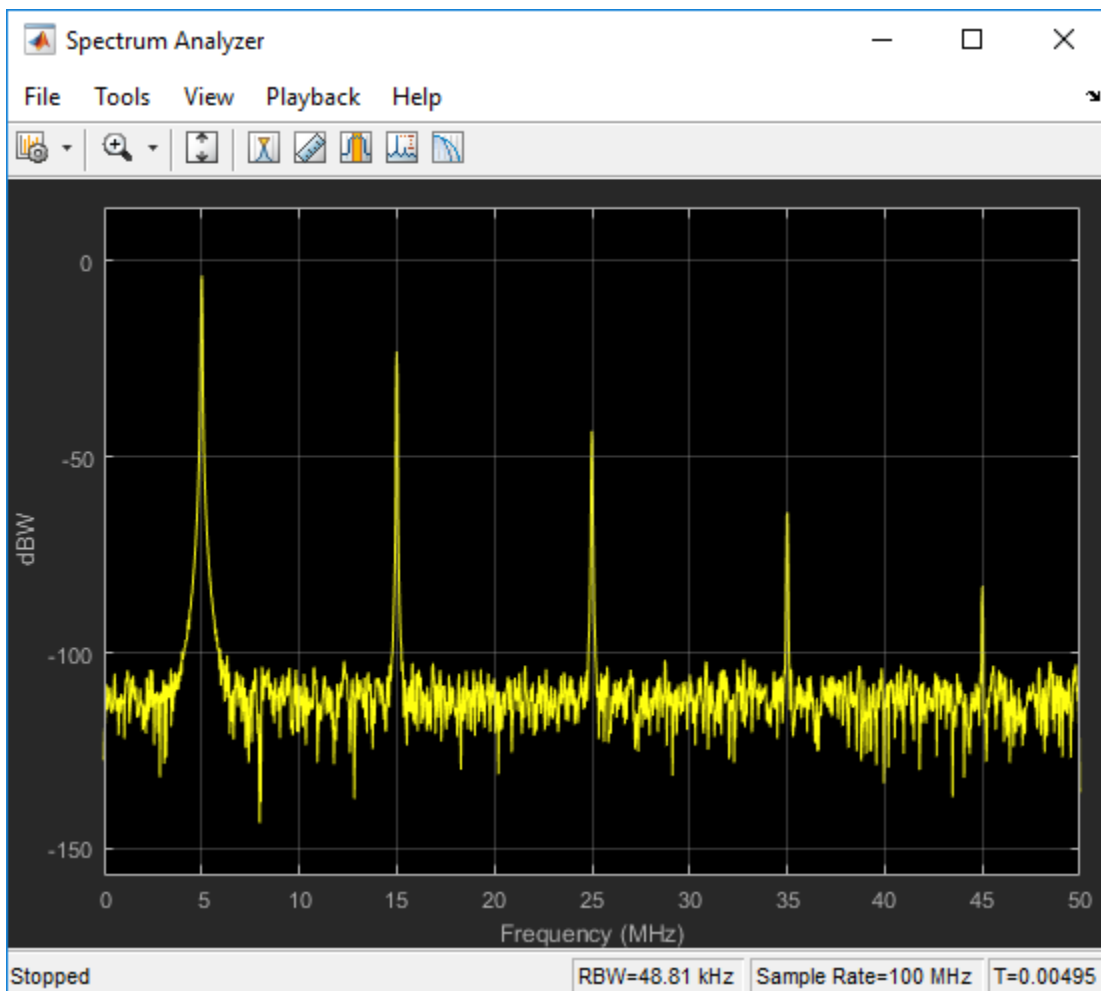 Spectrum Analyzer
File Tools View Playback Help
0
-50
-100
-150
dBW
0 5 10 15 20 25 30 35 40 45 50
Frequency (MHz)
Stopped RBW=48.81 kHz Sample Rate=100 MHz T=0.00495